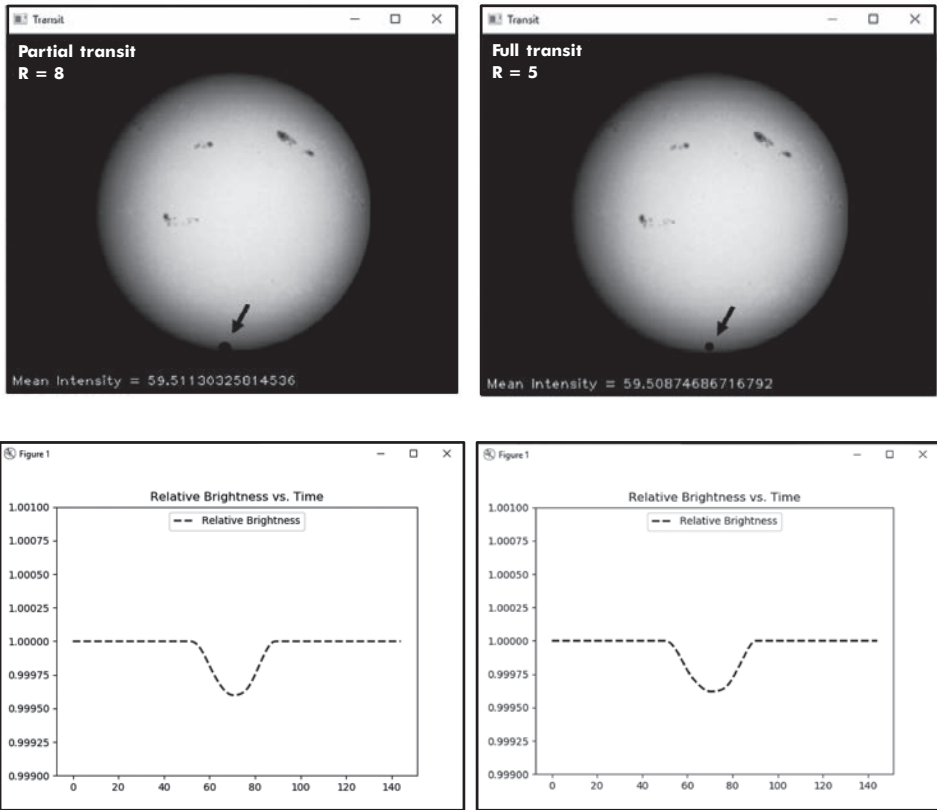 Transit
Partial transit
R = 8
Mean Intensity = 59.51130325814536
Transit
Full transit
R = 5
Mean Intensity = 59.50874686716792
Figure 1
Relative Brightness vs. Time
Relative Brightness
1.00100
1.00075
1.00050
1.00025
1.00000
0.99975
0.99950
0.99925
0.99900
0 20 40 60 80 100 120 140
Figure 1
Relative Brightness vs. Time
Relative Brightness
1.00100
1.00075
1.00050
1.00025
1.00000
0.99975
0.99950
0.99925
0.99900
0 20 40 60 80 100 120 140